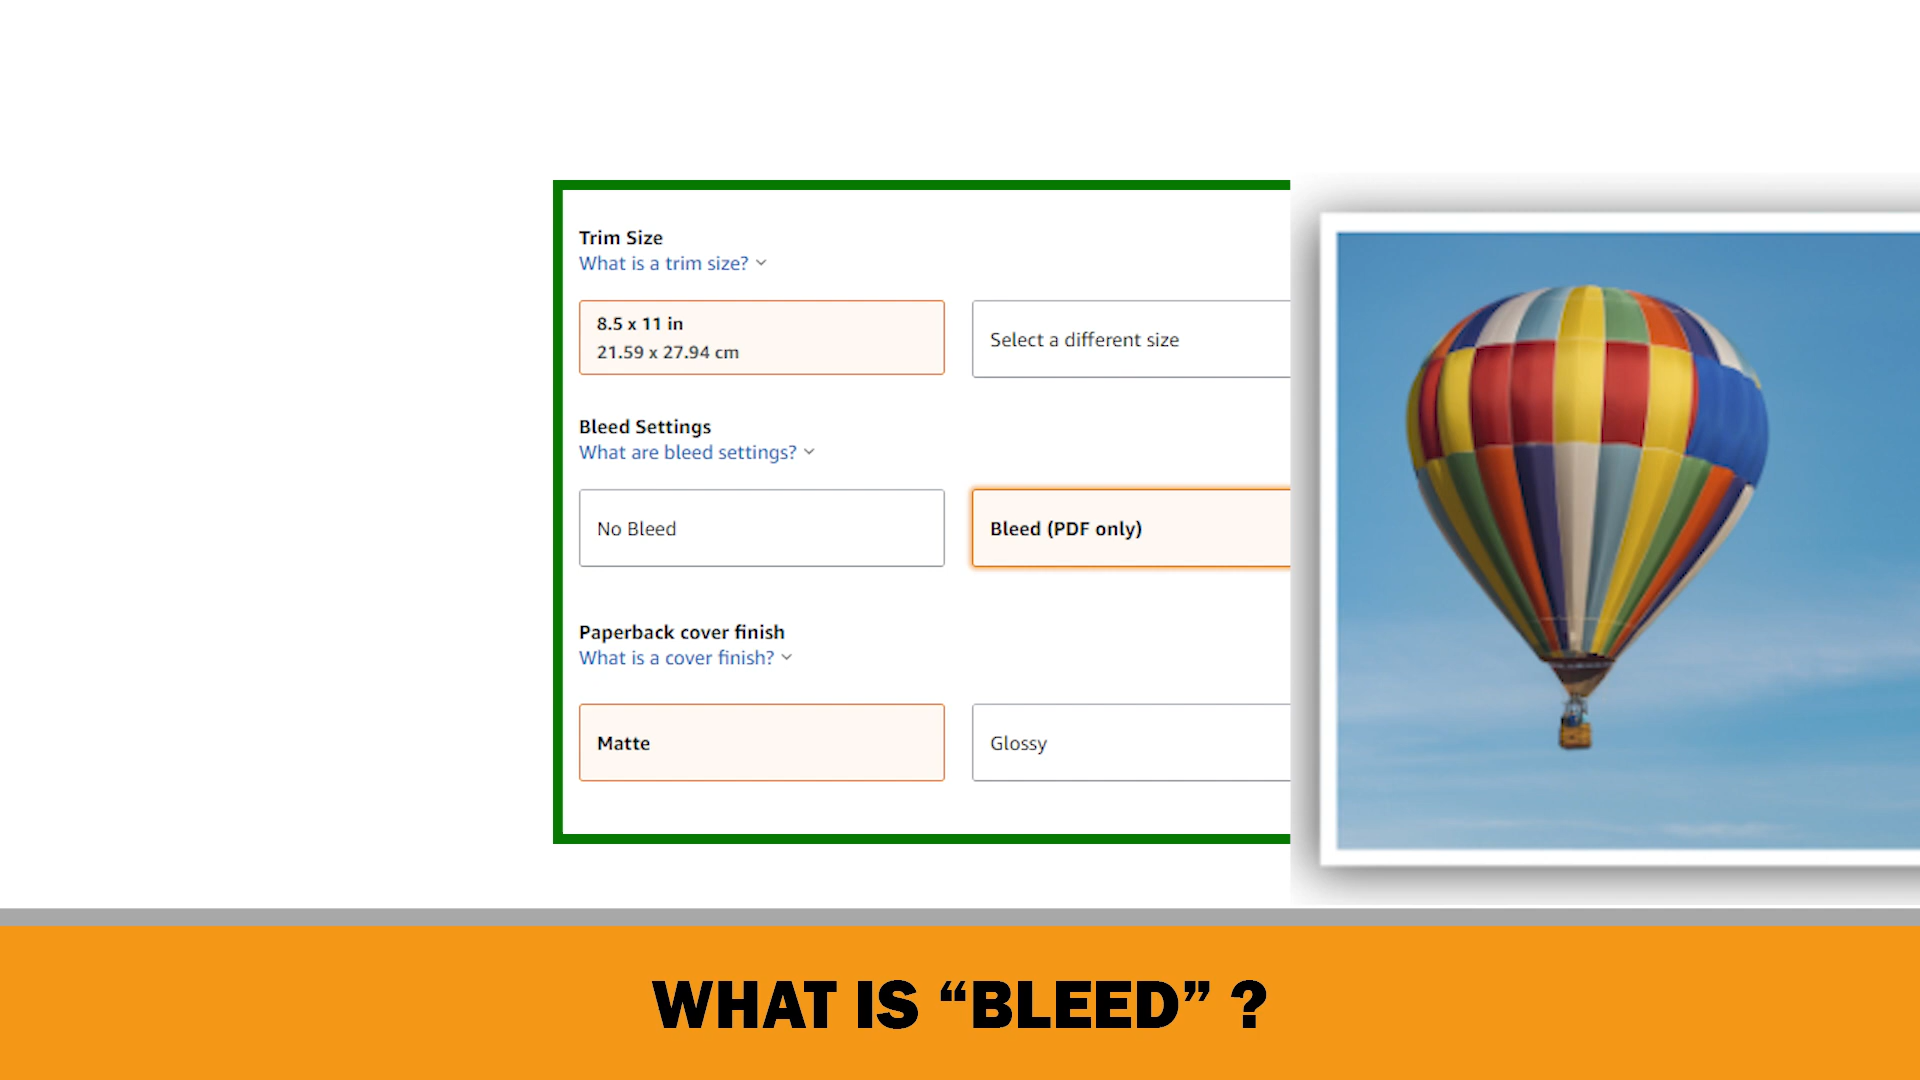 Trim Size
What is a trim size?
8.5 x 11 in
21.59 x 27.94 cm
Select a different size
Bleed Settings
What are bleed settings?
No Bleed
Bleed (PDF only)
Paperback cover finish
What is a cover finish?
Matte
Glossy
WHAT IS “BLEED” ?